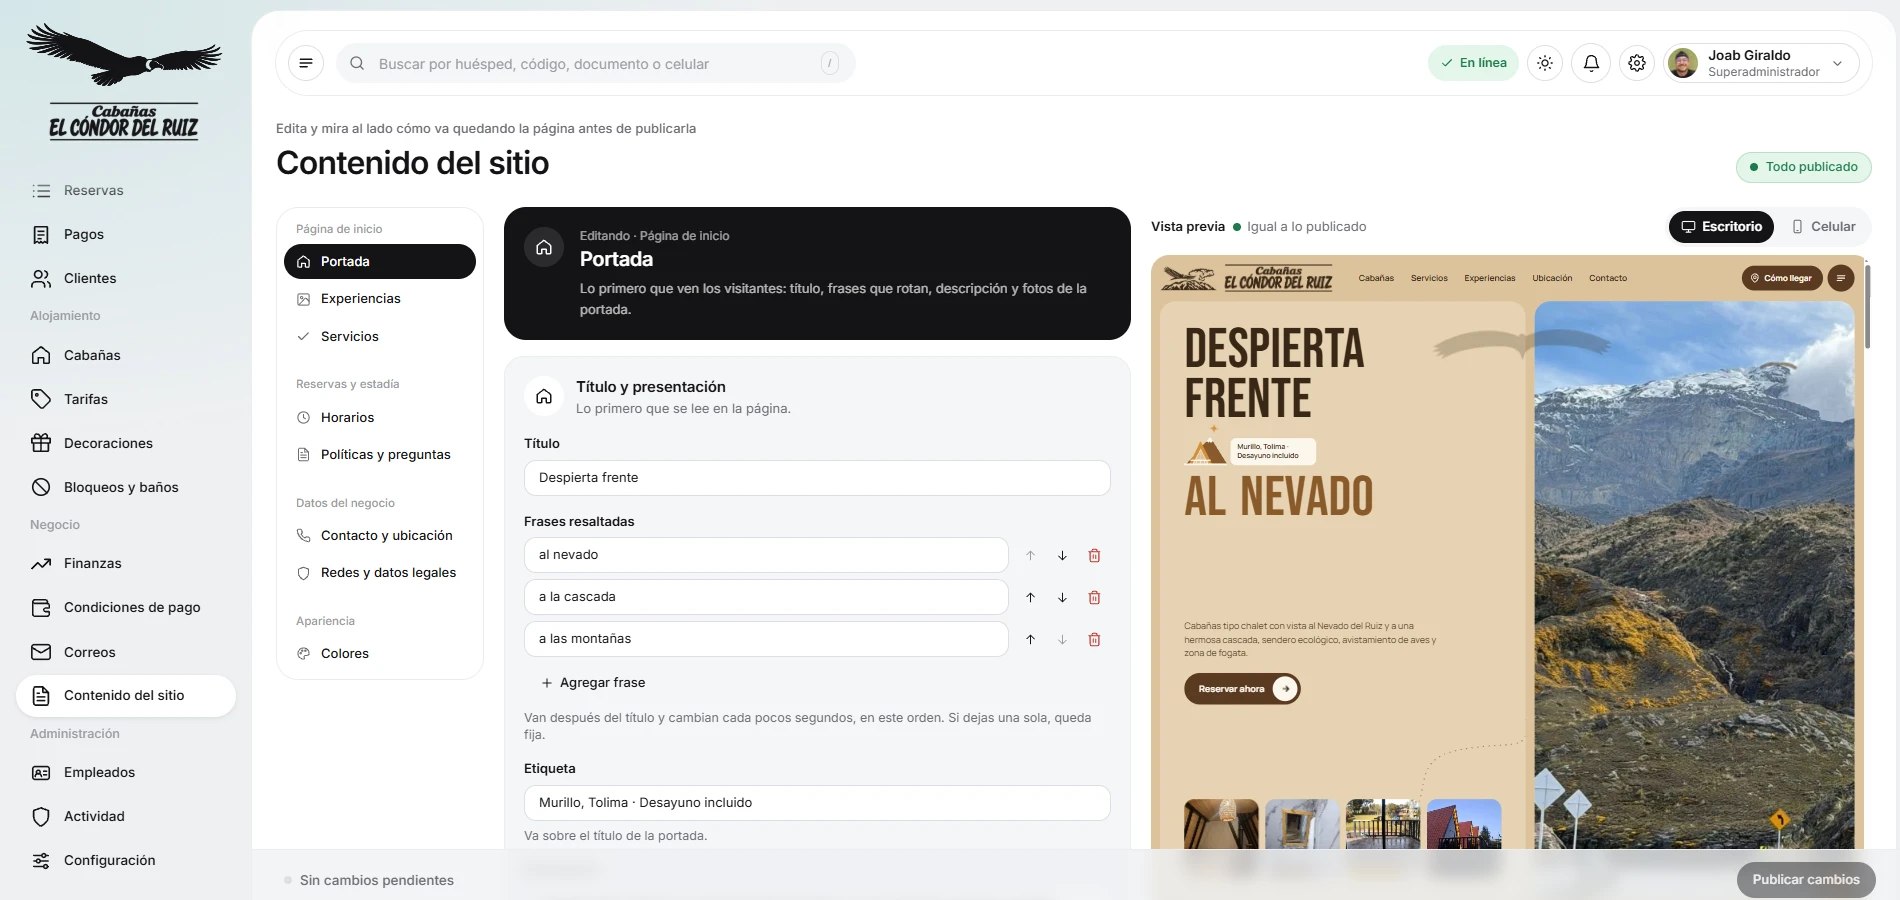 Cabañas
EL CÓNDOR DEL RUIZ
Reservas
Pagos
Clientes
Alojamiento
Cabañas
Tarifas
Decoraciones
Bloqueos y baños
Negocio
Finanzas
Condiciones de pago
Correos
Contenido del sitio
Administración
Empleados
Actividad
Configuración
Buscar por huésped, código, documento o celular
/
En línea
Joab Giraldo
Superadministrador
Edita y mira al lado cómo va quedando la página antes de publicarla
Contenido del sitio
Todo publicado
Página de inicio
Portada
Experiencias
Servicios
Reservas y estadía
Horarios
Políticas y preguntas
Datos del negocio
Contacto y ubicación
Redes y datos legales
Apariencia
Colores
Editando · Página de inicio
Portada
Lo primero que ven los visitantes: título, frases que rotan, descripción y fotos de la
portada.
Título y presentación
Lo primero que se lee en la página.
Título
Despierta frente
Frases resaltadas
al nevado
a la cascada
a las montañas
Agregar frase
Van después del título y cambian cada pocos segundos, en este orden. Si dejas una sola, queda
fija.
Etiqueta
Murillo, Tolima · Desayuno incluido
Va sobre el título de la portada.
Vista previa
Igual a lo publicado
Escritorio
Celular
Cabañas
EL CÓNDOR DEL RUIZ
Cabañas
Servicios
Experiencias
Ubicación
Contacto
Cómo llegar
DESPIERTA
FRENTE
Murillo, Tolima ·
Desayuno incluido
AL NEVADO
Cabañas tipo chalet con vista al Nevado del Ruiz y a una
hermosa cascada, sendero ecológico, avistamiento de aves y
zona de fogata.
Reservar ahora
Sin cambios pendientes
Publicar cambios